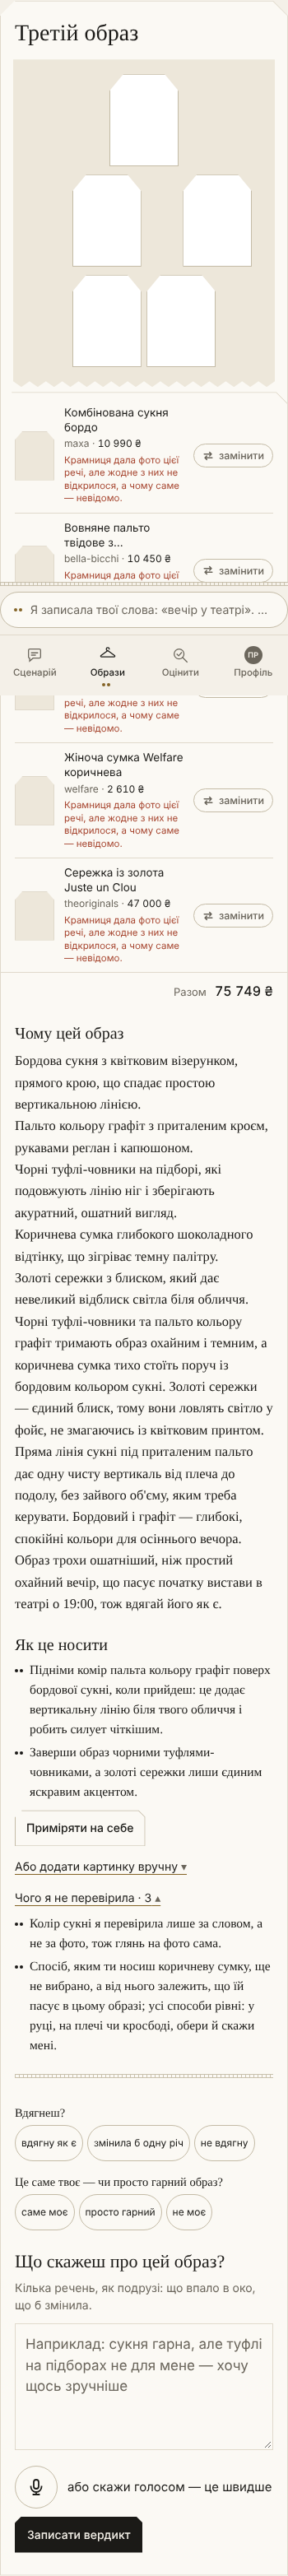 Третій образ
Комбінована сукня
бордо
maxa · 10 990 ₴
Крамниця дала фото цієї
речі, але жодне з них не
відкрилося, а чому саме
— невідомо.
замінити
Вовняне пальто
твідове з…
bella-bicchi · 10 450 ₴
Крамниця дала фото цієї
замінити
Я записала твої слова: «вечір у театрі». …
Сценарій
Образи
Оцінити
ПР
Профіль
речі, але жодне з них не
відкрилося, а чому саме
— невідомо.
Жіноча сумка Welfare
коричнева
welfare · 2 610 ₴
Крамниця дала фото цієї
речі, але жодне з них не
відкрилося, а чому саме
— невідомо.
замінити
Сережка із золота
Juste un Clou
theoriginals · 47 000 ₴
Крамниця дала фото цієї
речі, але жодне з них не
відкрилося, а чому саме
— невідомо.
замінити
Разом 75 749 ₴
Чому цей образ
Бордова сукня з квітковим візерунком,
прямого крою, що спадає простою
вертикальною лінією.
Пальто кольору графіт з приталеним кроєм,
рукавами реглан і капюшоном.
Чорні туфлі-човники на підборі, які
подовжують лінію ніг і зберігають
акуратний, ошатний вигляд.
Коричнева сумка глибокого шоколадного
відтінку, що зігріває темну палітру.
Золоті сережки з блиском, який дає
невеликий відблиск світла біля обличчя.
Чорні туфлі-човники та пальто кольору
графіт тримають образ охайним і темним, а
коричнева сумка тихо стоїть поруч із
бордовим кольором сукні. Золоті сережки
— єдиний блиск, тому вони ловлять світло у
фойє, не змагаючись із квітковим принтом.
Пряма лінія сукні під приталеним пальто
дає одну чисту вертикаль від плеча до
подолу, без зайвого об'єму, яким треба
керувати. Бордовий і графіт — глибокі,
спокійні кольори для осіннього вечора.
Образ трохи ошатніший, ніж простий
охайний вечір, що пасує початку вистави в
театрі о 19:00, тож вдягай його як є.
Як це носити
Підніми комір пальта кольору графіт поверх
бордової сукні, коли прийдеш: це додає
вертикальну лінію біля твого обличчя і
робить силует чіткішим.
Заверши образ чорними туфлями-
човниками, а золоті сережки лиши єдиним
яскравим акцентом.
Приміряти на себе
Або додати картинку вручну ▾
Чого я не перевірила · 3 ▴
Колір сукні я перевірила лише за словом, а
не за фото, тож глянь на фото сама.
Спосіб, яким ти носиш коричневу сумку, ще
не вибрано, а від нього залежить, що їй
пасує в цьому образі; усі способи рівні: у
руці, на плечі чи кросбоді, обери й скажи
мені.
Вдягнеш?
вдягну як є
змінила б одну річ
не вдягну
Це саме твоє — чи просто гарний образ?
саме моє
просто гарний
не моє
Що скажеш про цей образ?
Кілька речень, як подрузі: що впало в око,
що б змінила.
Наприклад: сукня гарна, але туфлі
на підборах не для мене — хочу
щось зручніше
або скажи голосом — це швидше
Записати вердикт